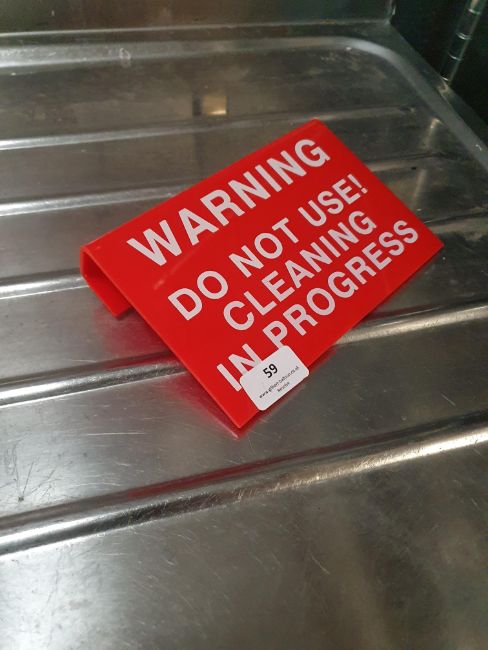 WARNING
DO NOT USE!
CLEANING
IN PROGRESS
59